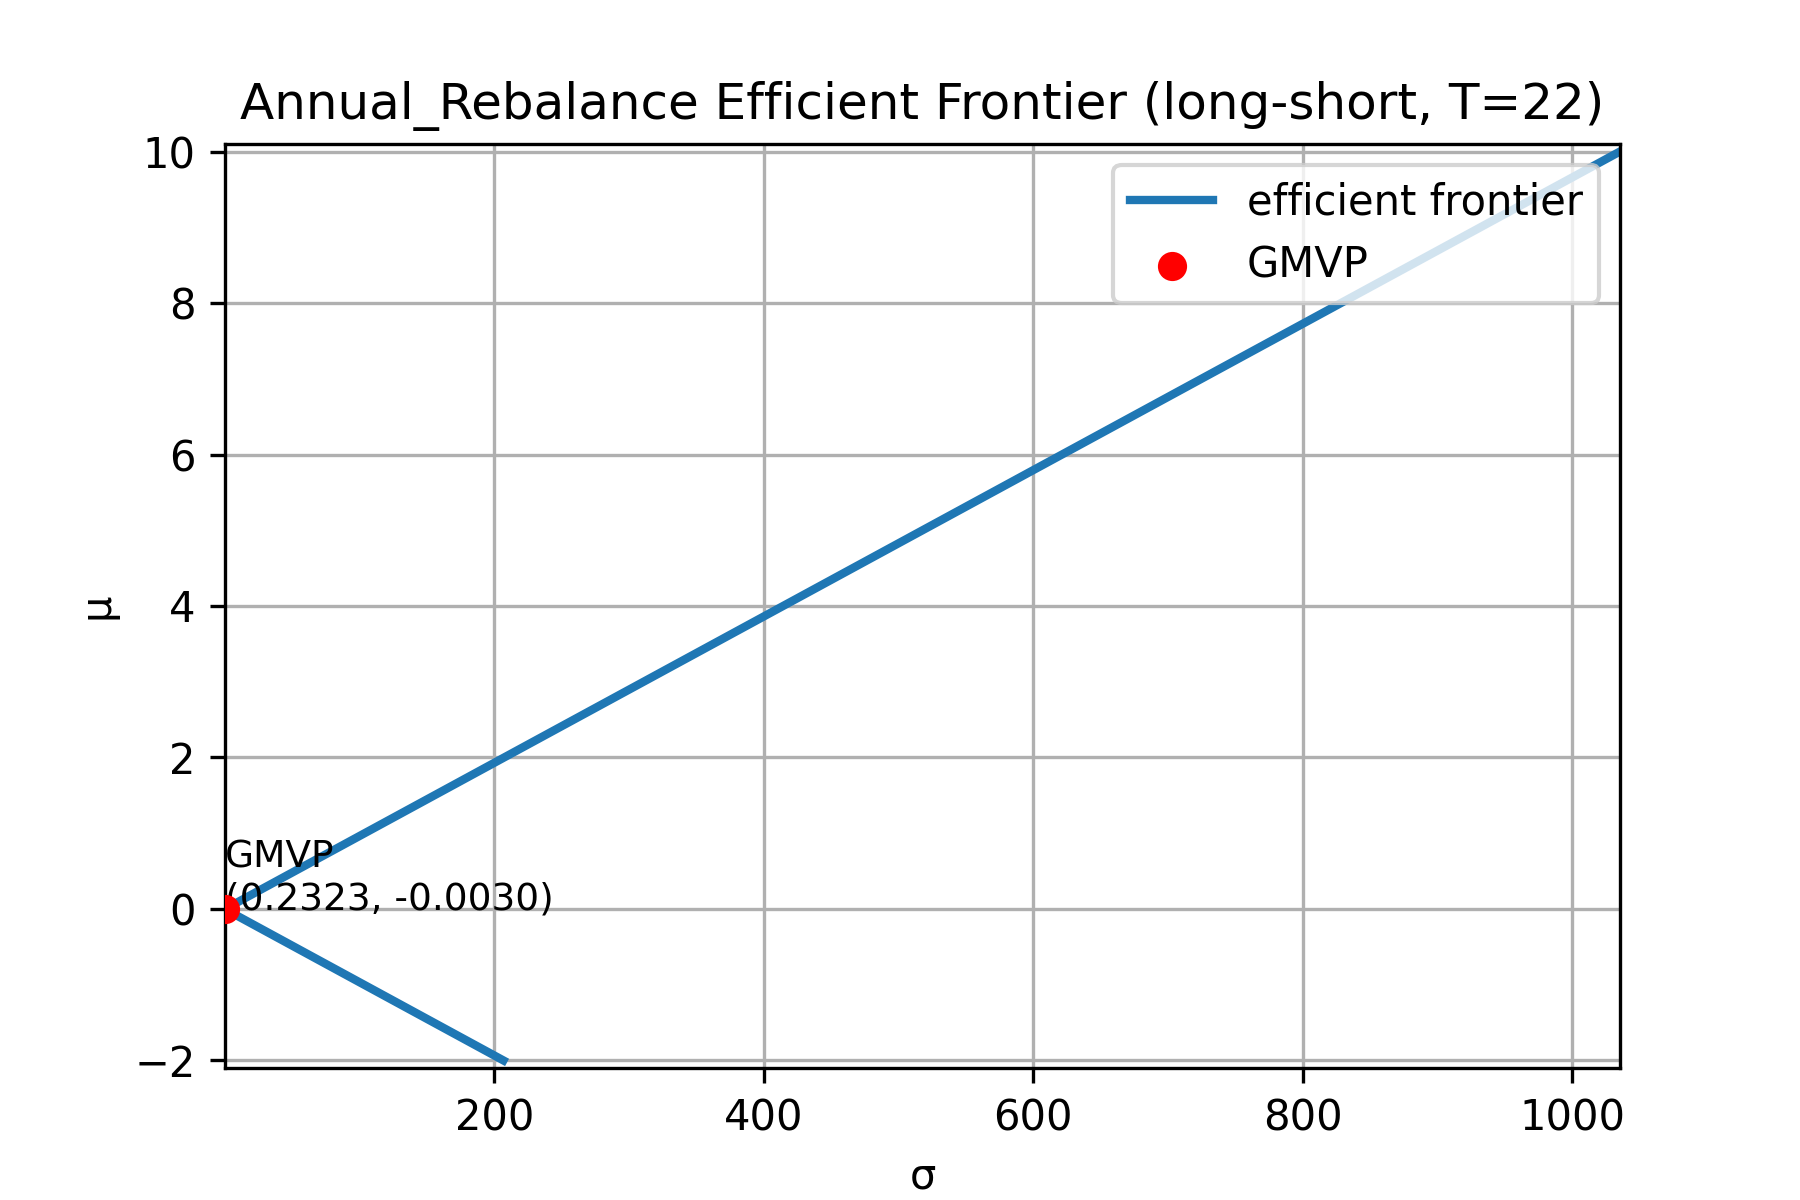 Annual_Rebalance Efficient Frontier (long-short, T=22)
10
8
6
4
2
0
−2
μ
efficient frontier
GMVP
GMVP
(0.2323, -0.0030)
200
400
600
800
1000
σ